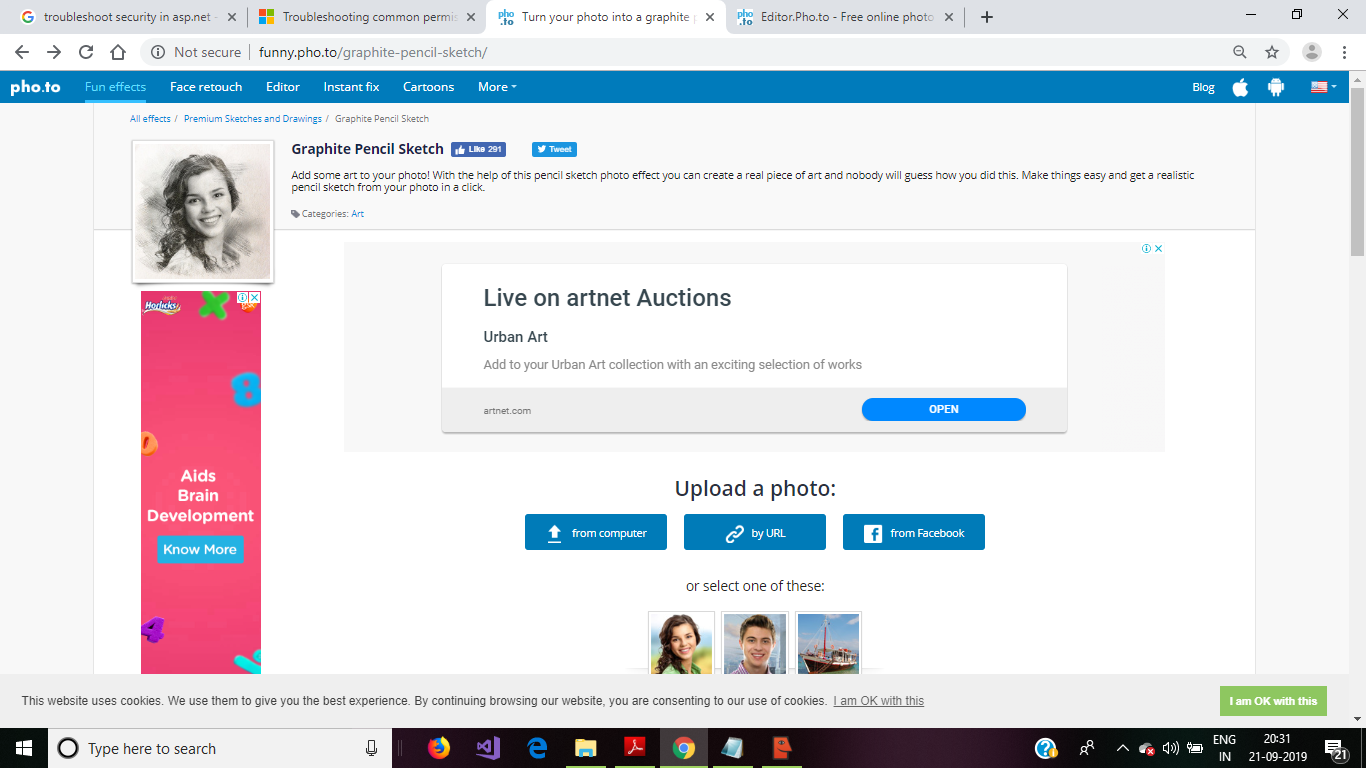 troubleshoot security in asp.net -
Troubleshooting common permis
Turn your photo into a graphite p
Editor.Pho.to - Free online photo
Not secure
funny.pho.to/graphite-pencil-sketch/
pho.to
Fun effects
Face retouch
Editor
Instant fix
Cartoons
More
Blog
All effects / Premium Sketches and Drawings / Graphite Pencil Sketch
Graphite Pencil Sketch
Like 291
Tweet
Add some art to your photo! With the help of this pencil sketch photo effect you can create a real piece of art and nobody will guess how you did this. Make things easy and get a realistic
pencil sketch from your photo in a click.
Categories: Art
Live on artnet Auctions
Urban Art
Add to your Urban Art collection with an exciting selection of works
artnet.com
OPEN
Horlicks
8
0
Aids
Brain
Development
Know More
4
Upload a photo:
from computer
by URL
from Facebook
or select one of these:
This website uses cookies. We use them to give you the best experience. By continuing browsing our website, you are consenting to our use of cookies. I am OK with this
I am OK with this
Type here to search
ENG
IN
20:31
21-09-2019
21